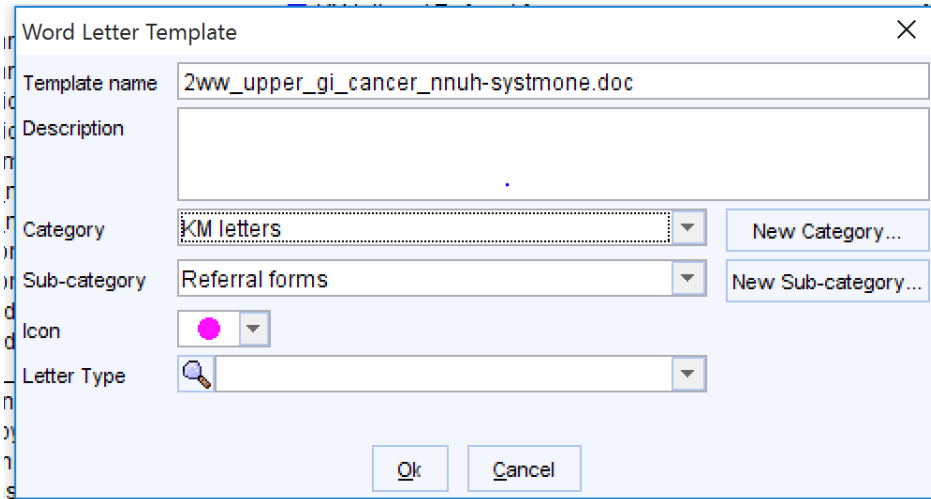 Word Letter Template
Template name 2ww_upper_gi_cancer_nnuh-systmone.doc
Description
Category KM letters New Category...
Sub-category Referral forms New Sub-category...
Icon
Letter Type
Ok Cancel